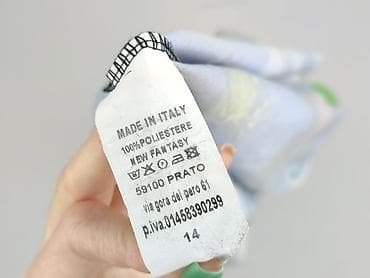 MADE IN ITALY
100% POLIESTERE
NEW FANTASY
59100 PRATO
via gora del pero 61
p.iva.01458390299
14